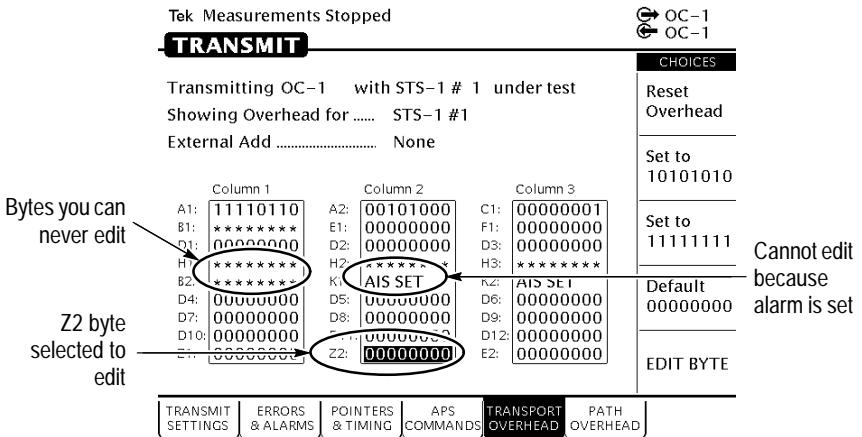 Tek Measurements Stopped
OC-1
OC-1
TRANSMIT
CHOICES
Transmitting OC-1 with STS-1 # 1 under test
Showing Overhead for ...... STS-1 #1
External Add ............................ None
Reset
Overhead
Set to
10101010
Set to
11111111
Default
00000000
EDIT BYTE
Column 1 Column 2 Column 3
A1: 11110110 A2: 00101000 C1: 00000001
B1: ******** E1: 00000000 F1: 00000000
D1: 00000000 D2: 00000000 D3: 00000000
H1: ******** H2: ******** H3: ********
B2: ******** K1: AIS SET K2: AIS SET
D4: 00000000 D5: 00000000 D6: 00000000
D7: 00000000 D8: 00000000 D9: 00000000
D10: 00000000 00000000 D12: 00000000
Z1: 00000000 Z2: 00000000 E2: 00000000
Bytes you can
never edit
Z2 byte
selected to
edit
Cannot edit
because
alarm is set
TRANSMIT
SETTINGS
ERRORS
& ALARMS
POINTERS
& TIMING
APS
COMMANDS
TRANSPORT
OVERHEAD
PATH
OVERHEAD